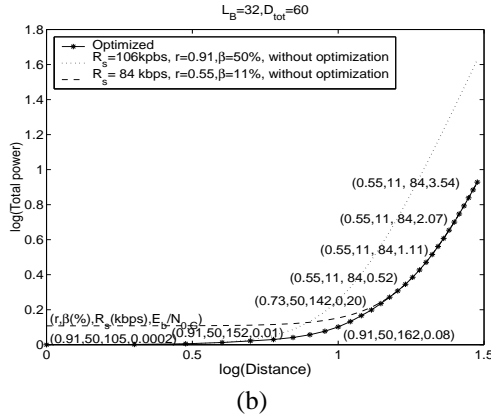 L_B=32,D_tot=60
Optimized
R_s=106kpbs, r=0.91,β=50%, without optimization
R_s= 84 kbps, r=0.55,β=11%, without optimization
1.8
1.6
1.4
1.2
1
0.8
0.6
0.4
0.2
0
log(Total power)
(0.55,11, 84,3.54)
(0.55,11, 84,2.07)
(0.55,11, 84,1.11)
(0.55,11, 84,0.52)
(0.73,50,142,0,20)
(r,β(%),R_s(kbps),E_b/N_0,G)
(0.91,50,105,0.0002)
(0.91,50,152,0.01)
(0.91,50,162,0.08)
0
0.5
1.0
1.5
log(Distance)
(b)